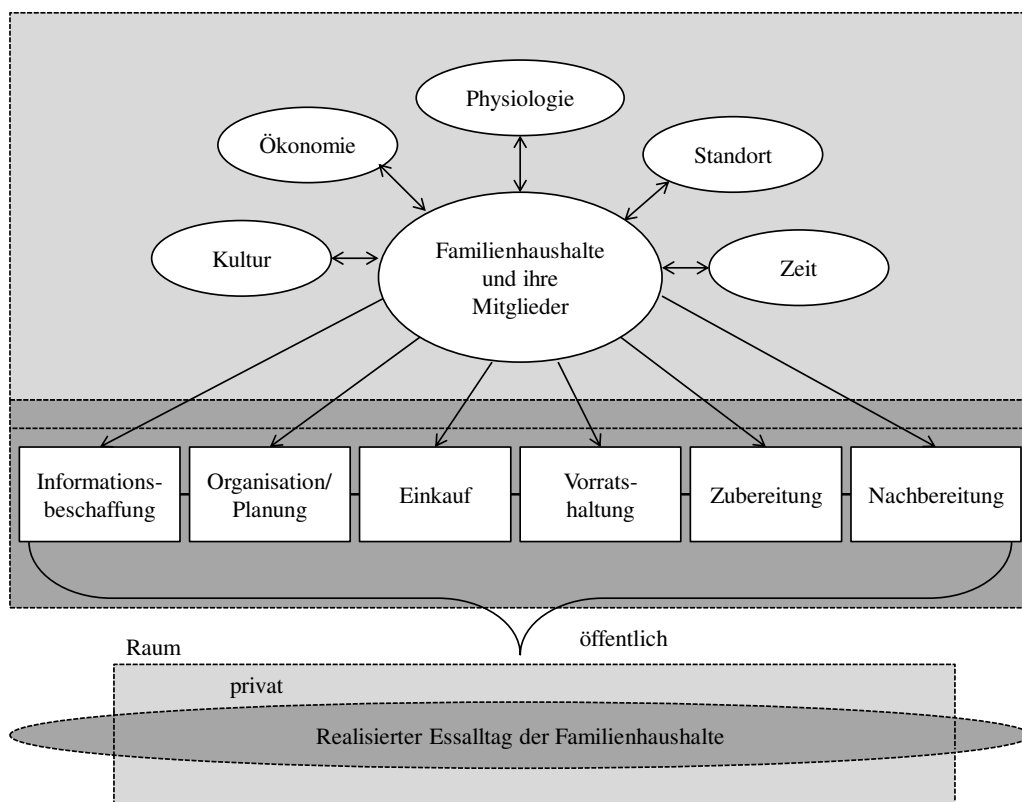 Physiologie
Ökonomie
Standort
Kultur
Familienhaushalte
und ihre
Mitglieder
Zeit
Informations-
beschaffung
Organisation/
Planung
Einkauf
Vorrats-
haltung
Zubereitung
Nachbereitung
öffentlich
Raum
privat
Realisierter Essalltag der Familienhaushalte